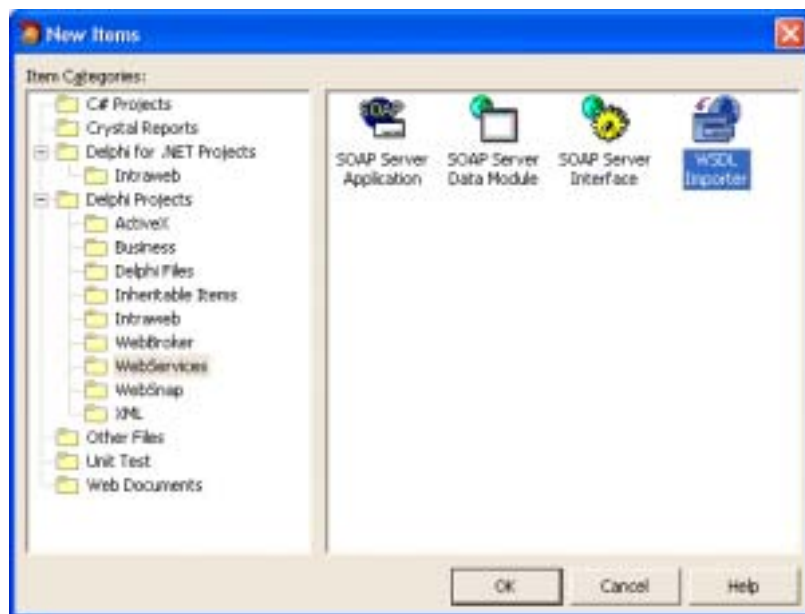 New Items
Item Categories:
C# Projects
Crystal Reports
Delphi for .NET Projects
Intraweb
Delphi Projects
ActiveX
Business
Delphi Files
Inheritable Items
Intraweb
WebBroker
WebServices
WebSnap
XML
Other Files
Unit Test
Web Documents
SOAP
SOAP Server
Application
SOAP Server
Data Module
SOAP Server
Interface
WSDL
Importer
OK
Cancel
Help